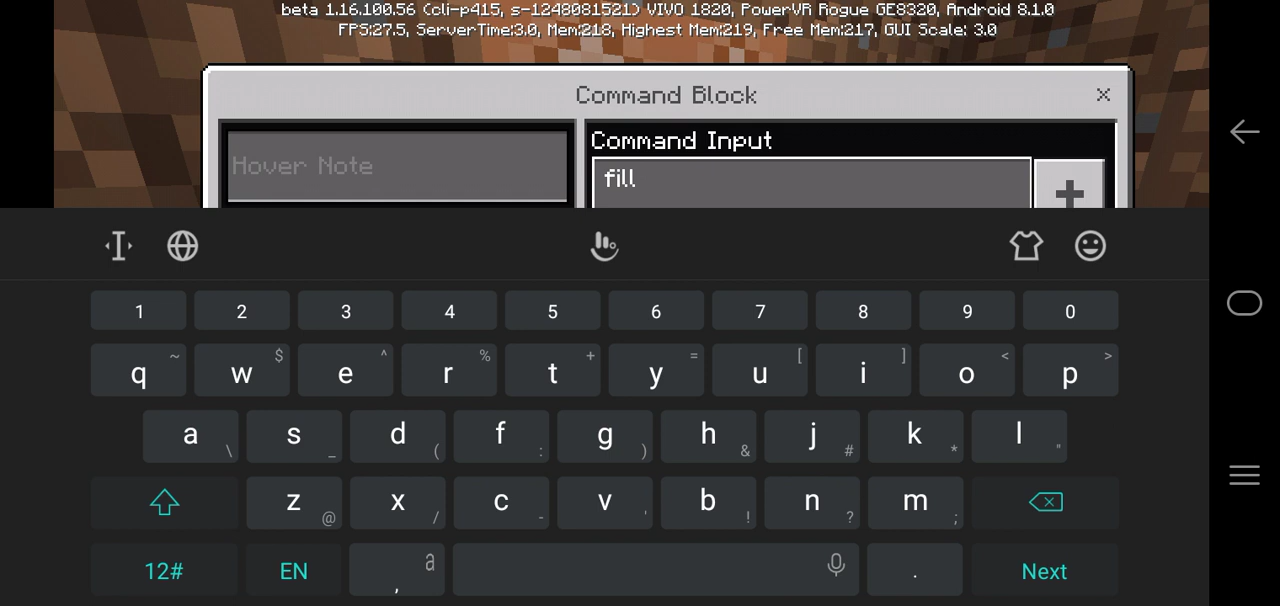 beta 1.16.100.56 (cli-p415, s-1248081521) VIVO 1820, PowerVR Rogue GE8320, Android 8.1.0
FPS:27.5, ServerTime:3.0, Mem:218, Highest Mem:219, Free Mem:217, GUI Scale: 3.0
Command Block
Hover Note
Command Input
fill
1 2 3 4 5 6 7 8 9 0
~ $ ^ % + = [ ] < >
q w e r t y u i o p
a s d f g h j k l
\ _ ( : ) & # * "
z x c v b n m
@ / - ' ! ? ;
12# EN , a . Next